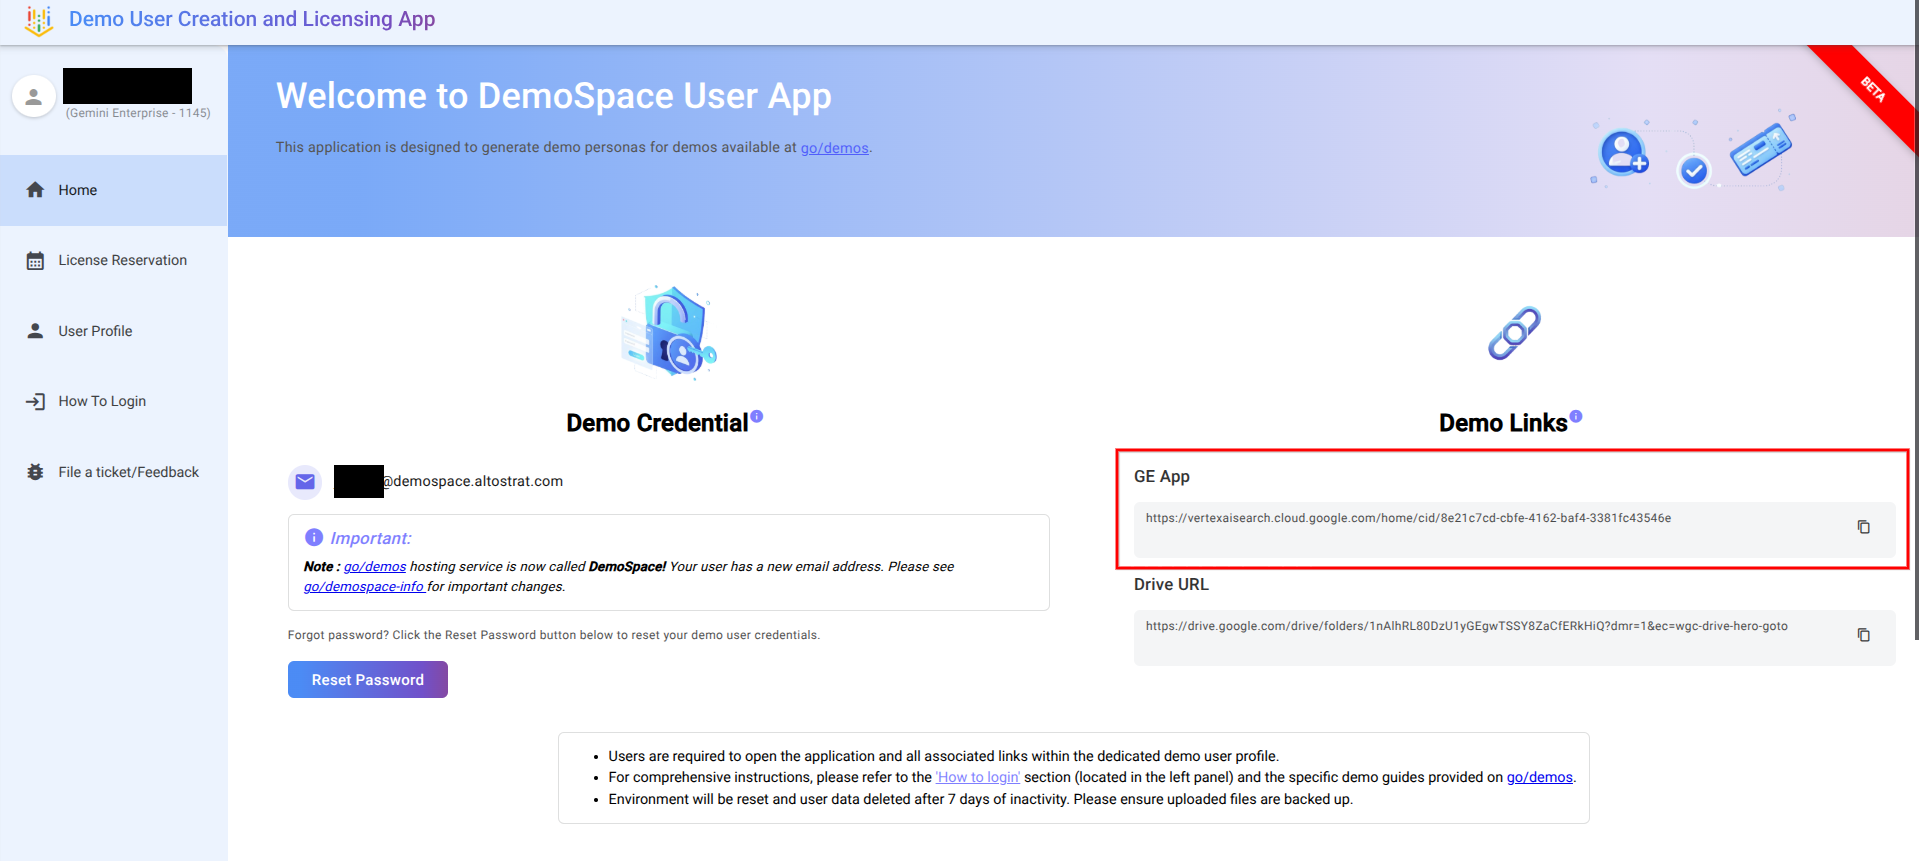 Demo User Creation and Licensing App
(Gemini Enterprise - 1145)
Home
License Reservation
User Profile
How To Login
File a ticket/Feedback
Welcome to DemoSpace User App
This application is designed to generate demo personas for demos available at go/demos.
BETA
Demo Credential
@demospace.altostrat.com
Important:
Note : go/demos hosting service is now called DemoSpace! Your user has a new email address. Please see
go/demospace-info for important changes.
Forgot password? Click the Reset Password button below to reset your demo user credentials.
Reset Password
Demo Links
GE App
https://vertexaisearch.cloud.google.com/home/cid/8e21c7cd-cbfe-4162-baf4-3381fc43546e
Drive URL
https://drive.google.com/drive/folders/1nAlhRL80DzU1yGEgwTSSY8ZaCfERkHiQ?dmr=1&ec=wgc-drive-hero-goto
• Users are required to open the application and all associated links within the dedicated demo user profile.
• For comprehensive instructions, please refer to the 'How to login' section (located in the left panel) and the specific demo guides provided on go/demos.
• Environment will be reset and user data deleted after 7 days of inactivity. Please ensure uploaded files are backed up.